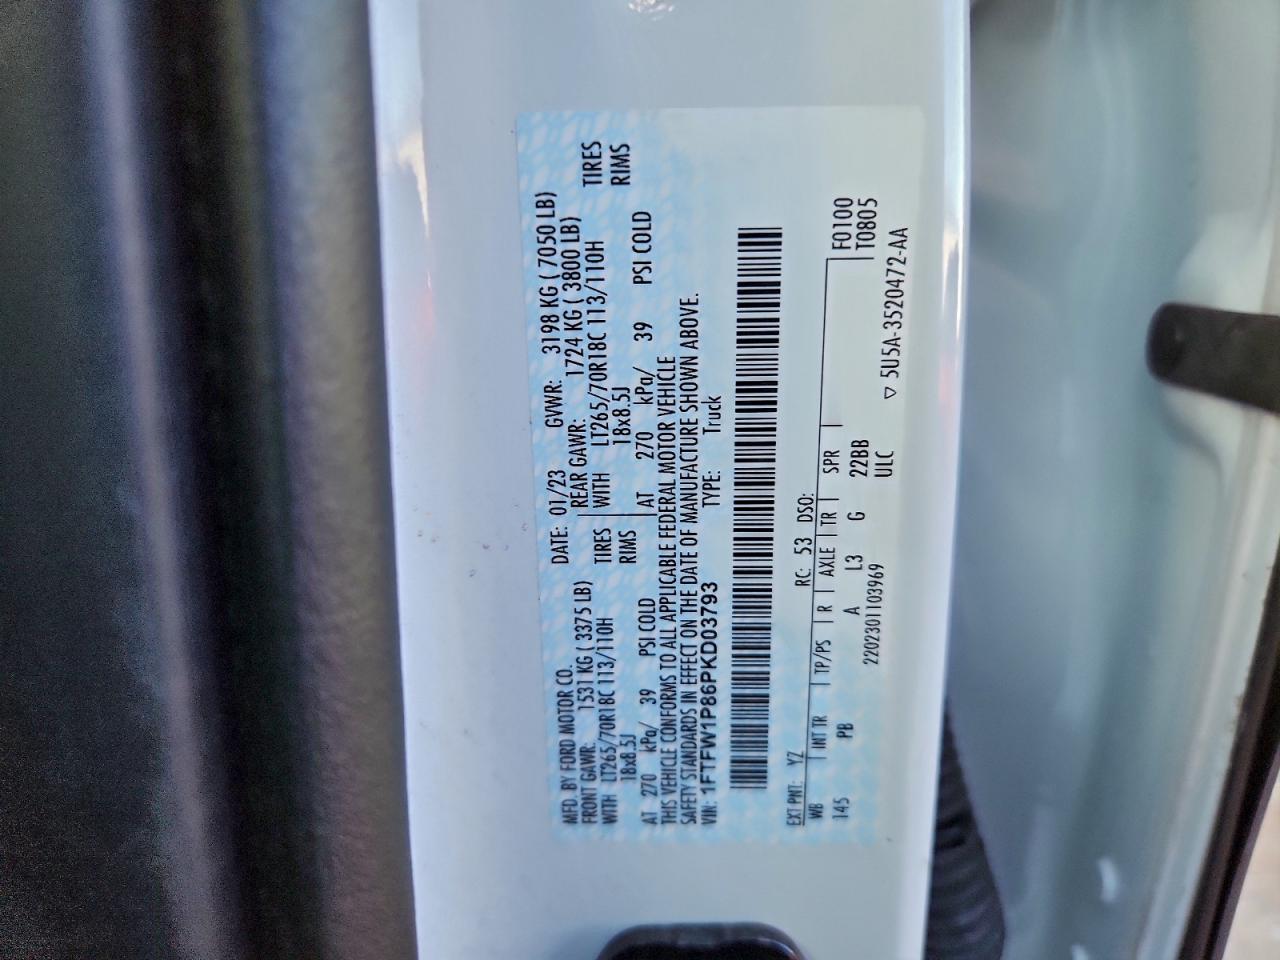 MFD. BY FORD MOTOR CO.
DATE: 01/23 GVWR: 3198 KG ( 7050 LB)
FRONT GAWR: 1531 KG ( 3375 LB) REAR GAWR: 1724 KG ( 3800 LB)
WITH LT265/70R18C 113/110H TIRES WITH LT265/70R18C 113/110H TIRES
18x8.5J RIMS 18x8.5J RIMS
AT 270 kPa/ 39 PSI COLD AT 270 kPa/ 39 PSI COLD
THIS VEHICLE CONFORMS TO ALL APPLICABLE FEDERAL MOTOR VEHICLE
SAFETY STANDARDS IN EFFECT ON THE DATE OF MANUFACTURE SHOWN ABOVE.
VIN: 1FTFW1P86PKD03793 TYPE: Truck
EXT PNT: YZ RC: 53 DSO:
WB INT TR TP/PS R AXLE TR SPR F0100
T0805
145 PB A L3 G 22BB
2202301103969 ULC
▽ 5U5A-3520472-AA